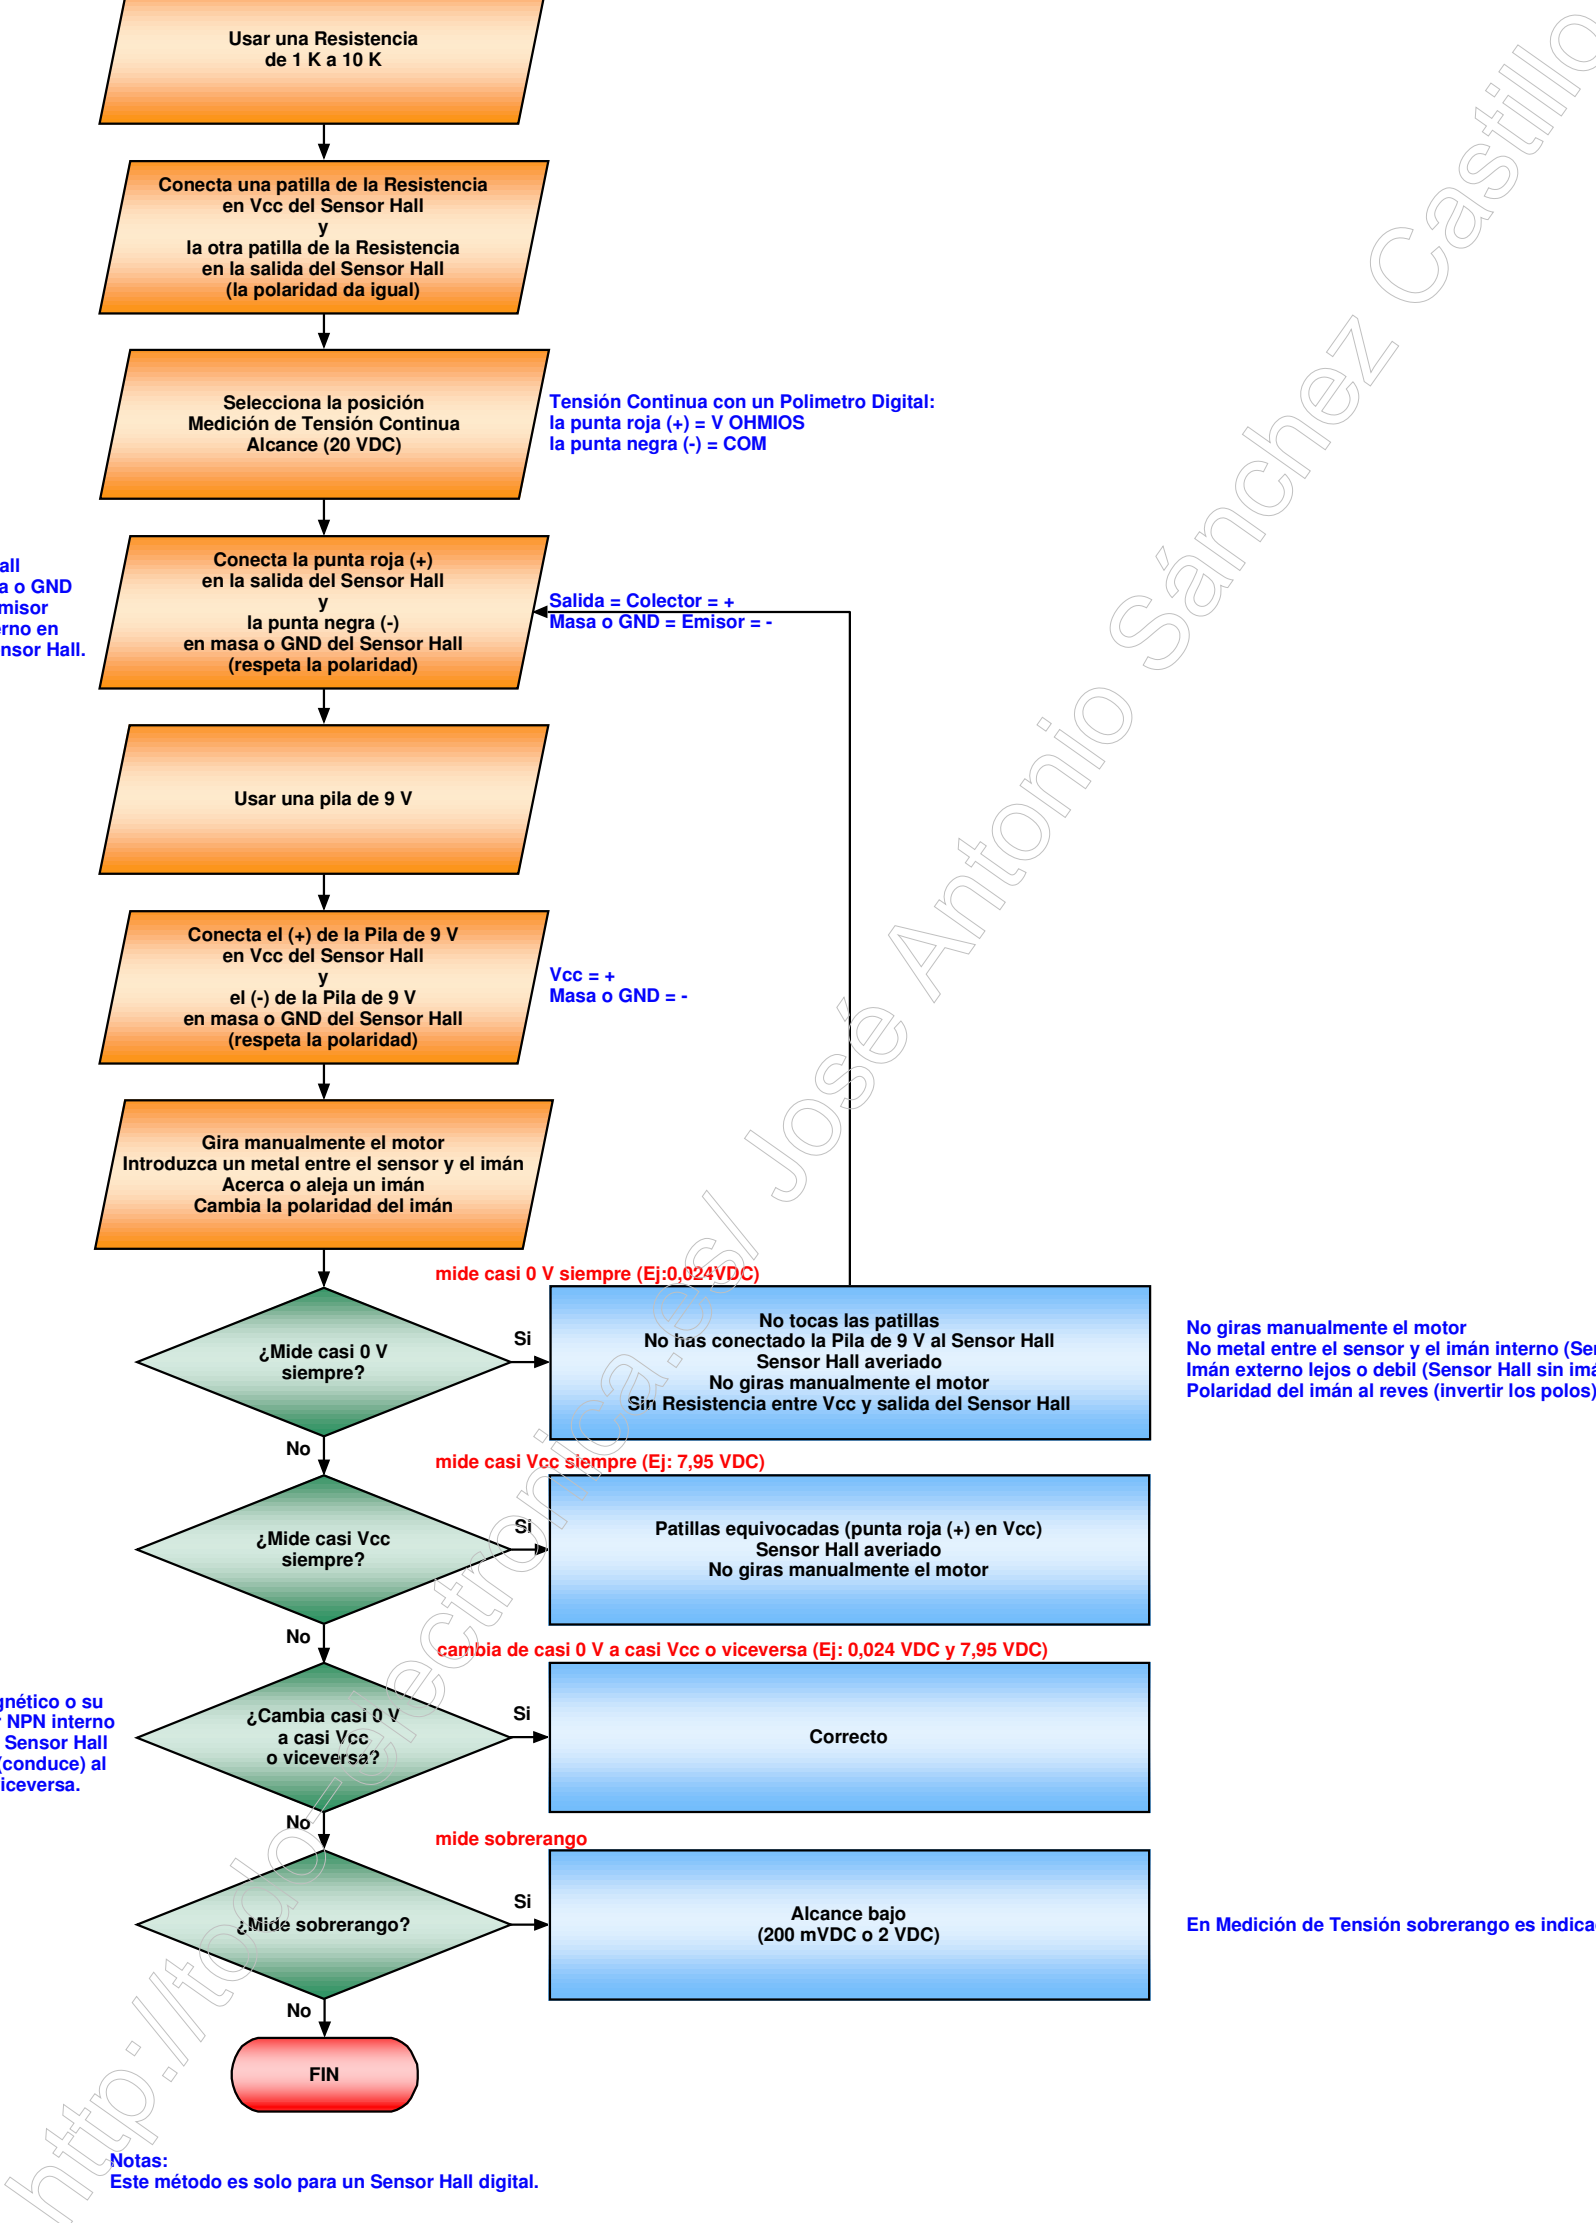 Usar una Resistencia
de 1 K a 10 K
Conecta una patilla de la Resistencia
en Vcc del Sensor Hall
y
la otra patilla de la Resistencia
en la salida del Sensor Hall
(la polaridad da igual)
Selecciona la posición
Medición de Tensión Continua
Alcance (20 VDC)
Tensión Continua con un Polimetro Digital:
la punta roja (+) = V OHMIOS
la punta negra (-) = COM
all
a o GND
misor
erno en
nsor Hall.
Conecta la punta roja (+)
en la salida del Sensor Hall
y
la punta negra (-)
en masa o GND del Sensor Hall
(respeta la polaridad)
Salida = Colector = +
Masa o GND = Emisor = -
Usar una pila de 9 V
Conecta el (+) de la Pila de 9 V
en Vcc del Sensor Hall
y
el (-) de la Pila de 9 V
en masa o GND del Sensor Hall
(respeta la polaridad)
Vcc = +
Masa o GND = -
Gira manualmente el motor
Introduzca un metal entre el sensor y el imán
Acerca o aleja un imán
Cambia la polaridad del imán
mide casi 0 V siempre (Ej:0,024VDC)
¿Mide casi 0 V
siempre?
Si
No tocas las patillas
No has conectado la Pila de 9 V al Sensor Hall
Sensor Hall averiado
No giras manualmente el motor
Sin Resistencia entre Vcc y salida del Sensor Hall
No giras manualmente el motor
No metal entre el sensor y el imán interno (Se
Imán externo lejos o debil (Sensor Hall sin im
Polaridad del imán al reves (invertir los polos)
No
mide casi Vcc siempre (Ej: 7,95 VDC)
¿Mide casi Vcc
siempre?
Si
Patillas equivocadas (punta roja (+) en Vcc)
Sensor Hall averiado
No giras manualmente el motor
No
cambia de casi 0 V a casi Vcc o viceversa (Ej: 0,024 VDC y 7,95 VDC)
gnético o su
r NPN interno
Sensor Hall
(conduce) al
iceversa.
¿Cambia casi 0 V
a casi Vcc
o viceversa?
Si
Correcto
No
mide sobrerango
¿Mide sobrerango?
Si
Alcance bajo
(200 mVDC o 2 VDC)
En Medición de Tensión sobrerango es indica
No
FIN
Notas:
Este método es solo para un Sensor Hall digital.
http://todo-electronica.es/ José Antonio Sánchez Castillo